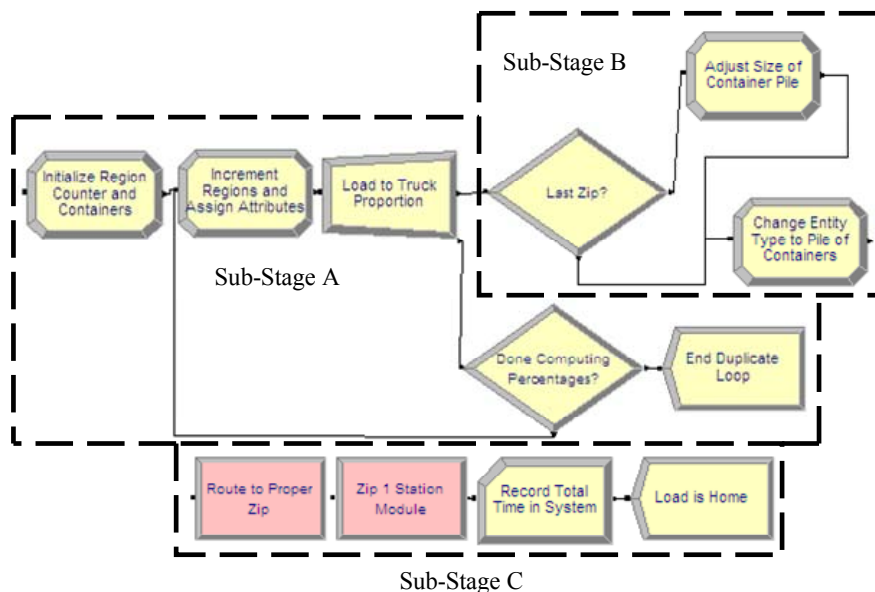 Sub-Stage B
Adjust Size of
Container Pile
Initialize Region
Counter and
Containers
Increment
Regions and
Assign Attributes
Load to Truck
Proportion
Last Zip?
Change Entity
Type to Pile of
Containers
Sub-Stage A
Done Computing
Percentages?
End Duplicate
Loop
Route to Proper
Zip
Zip 1 Station
Module
Record Total
Time in System
Load is Home
Sub-Stage C